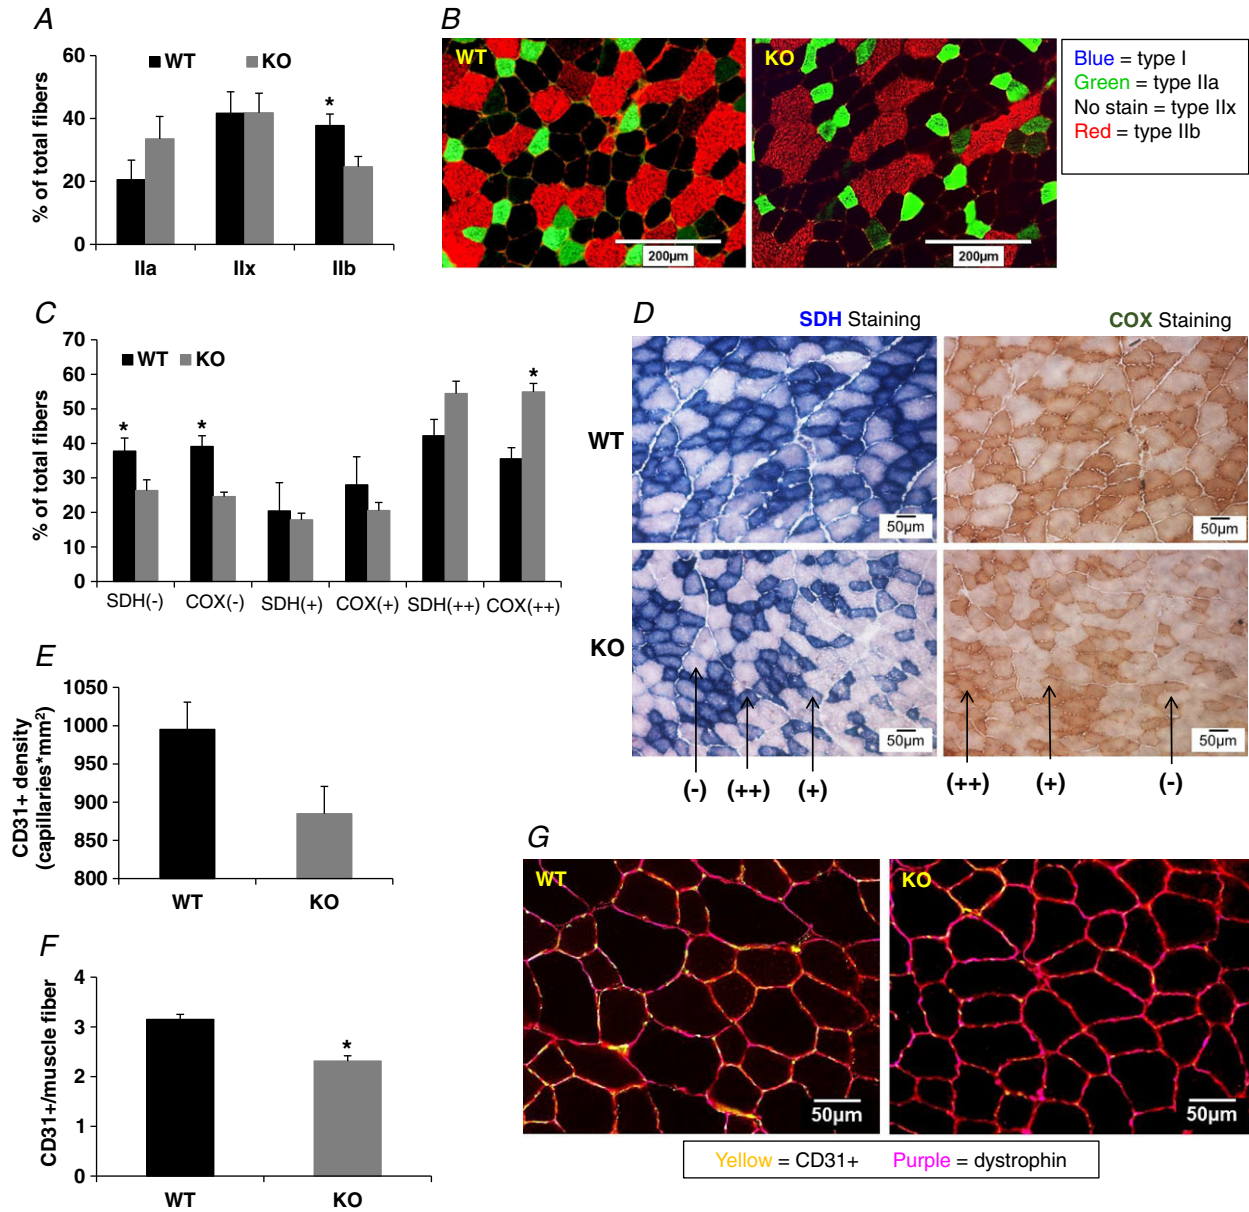 A
% of total fibers
60
40
20
0
WT KO
*
IIa IIx IIb
B
WT
200µm
KO
200µm
Blue = type I
Green = type IIa
No stain = type IIx
Red = type IIb
C
% of total fibers
70
60
50
40
30
20
10
0
WT KO
* * *
SDH(-) COX(-) SDH(+) COX(+) SDH(++) COX(++)
D
SDH Staining COX Staining
WT
50µm 50µm
KO
50µm 50µm
(-) (++) (+) (++) (+) (-)
E
CD31+ density
(capillaries*mm²)
1050
1000
950
900
850
800
WT KO
F
CD31+/muscle fiber
4
3
2
1
0
*
WT KO
G
WT
50µm
KO
50µm
Yellow = CD31+ Purple = dystrophin